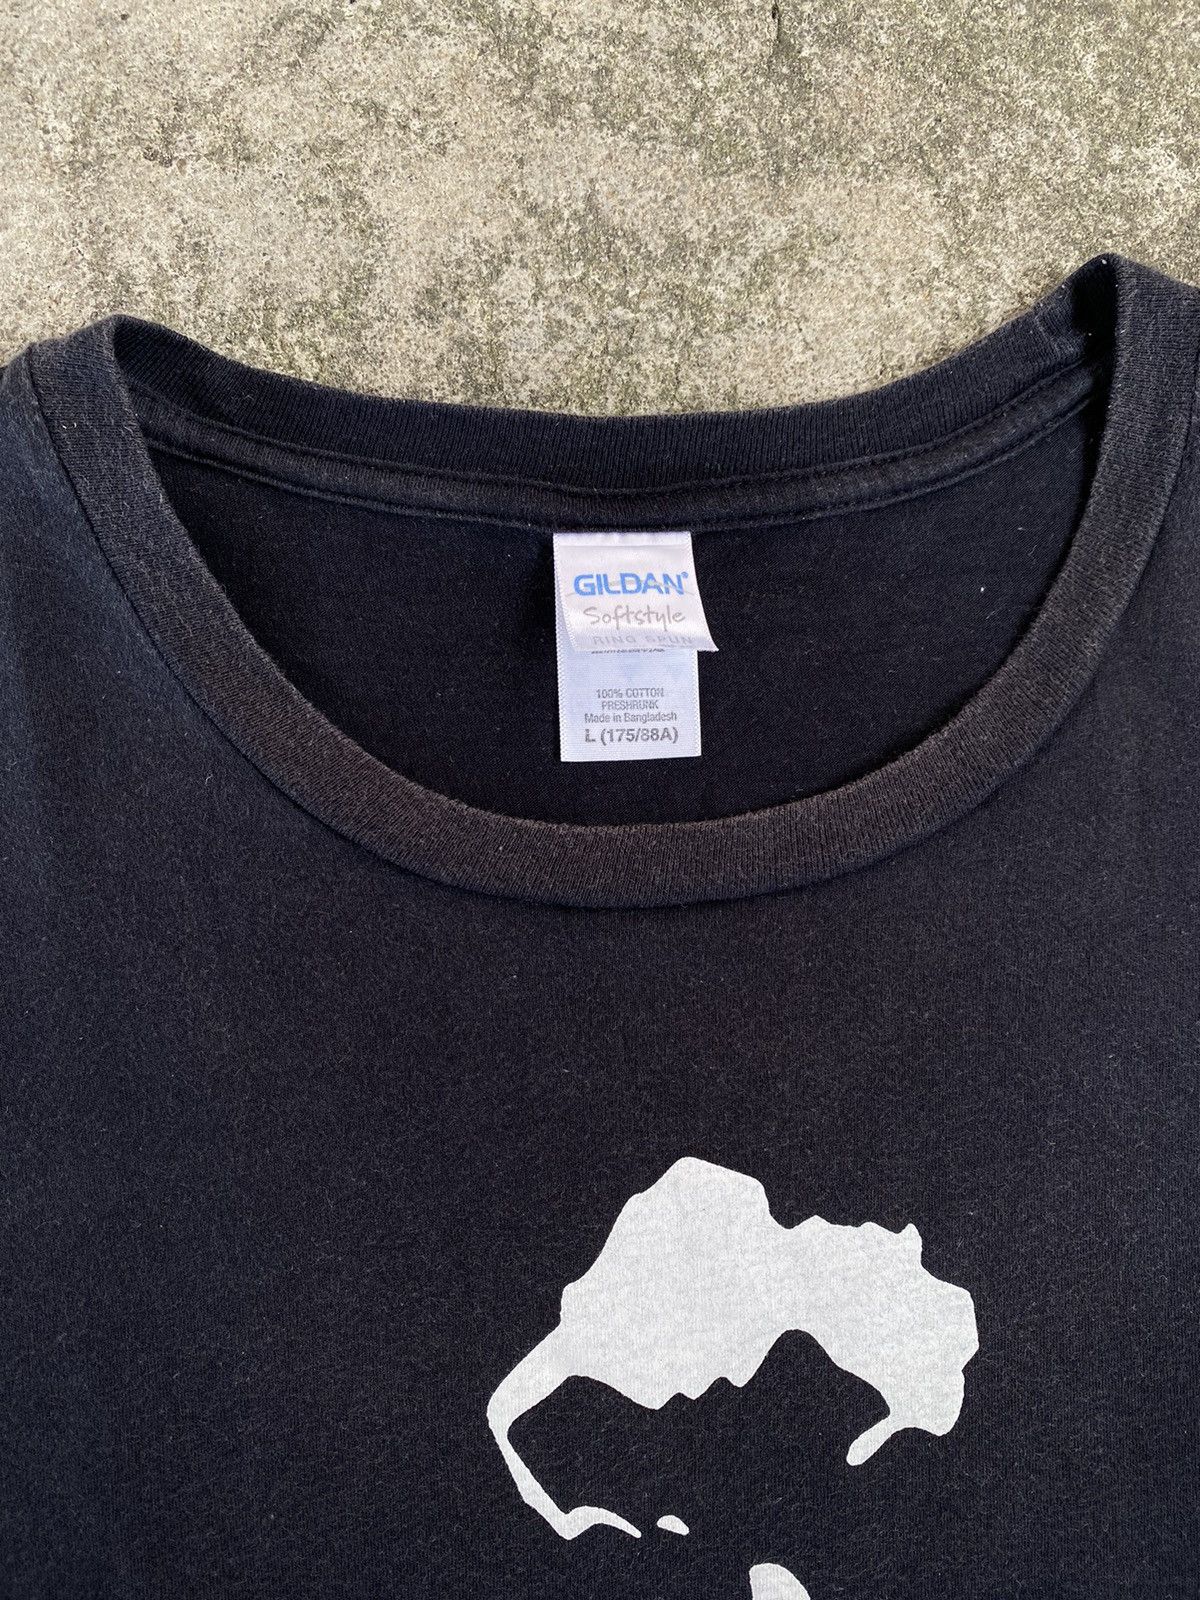 GILDAN®
Softstyle
RING SPUN
100% COTTON
PRESHRUNK
Made in Bangladesh
L (175/88A)